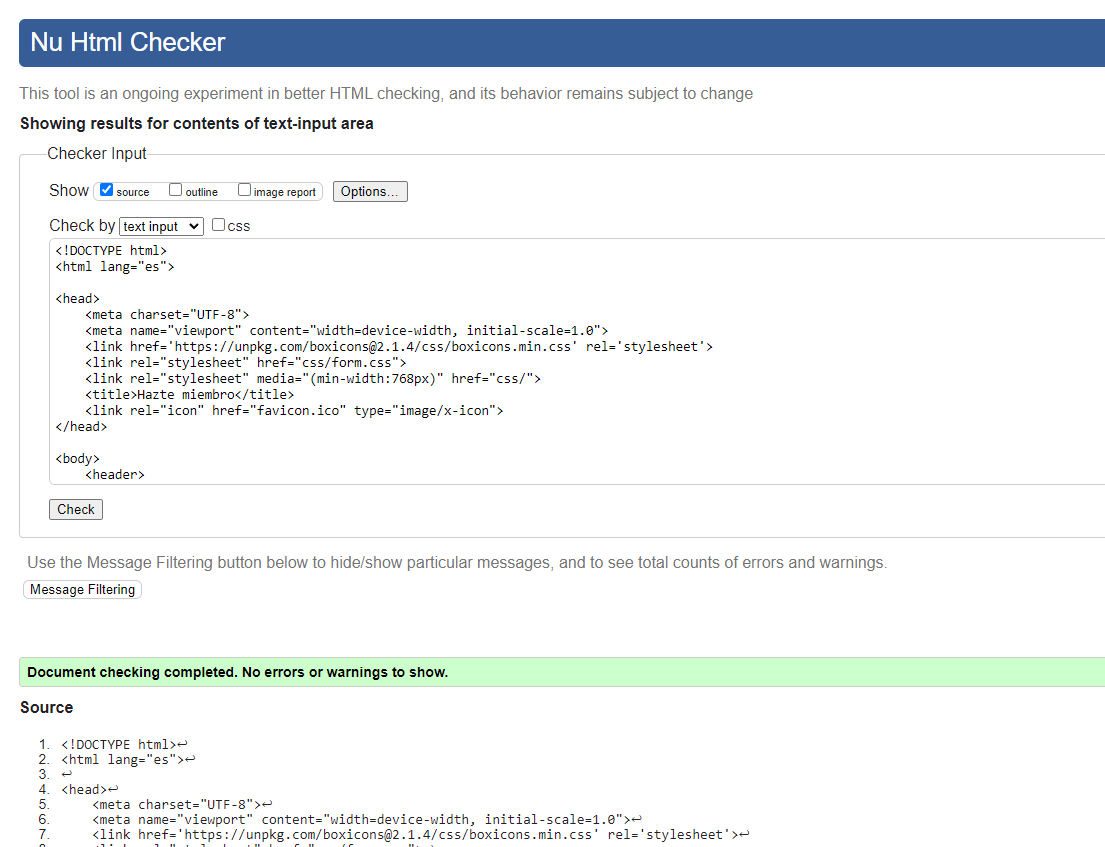 Nu Html Checker
This tool is an ongoing experiment in better HTML checking, and its behavior remains subject to change
Showing results for contents of text-input area
Checker Input
Show source outline image report Options...
Check by text input css
<!DOCTYPE html>
<html lang="es">
<head>
    <meta charset="UTF-8">
    <meta name="viewport" content="width=device-width, initial-scale=1.0">
    <link href='https://unpkg.com/boxicons@2.1.4/css/boxicons.min.css' rel='stylesheet'>
    <link rel="stylesheet" href="css/form.css">
    <link rel="stylesheet" media="(min-width:768px)" href="css/">
    <title>Hazte miembro</title>
    <link rel="icon" href="favicon.ico" type="image/x-icon">
</head>
<body>
    <header>
Check
Use the Message Filtering button below to hide/show particular messages, and to see total counts of errors and warnings.
Message Filtering
Document checking completed. No errors or warnings to show.
Source
1. <!DOCTYPE html>↩
2. <html lang="es">↩
3. ↩
4. <head>↩
5.     <meta charset="UTF-8">↩
6.     <meta name="viewport" content="width=device-width, initial-scale=1.0">↩
7.     <link href='https://unpkg.com/boxicons@2.1.4/css/boxicons.min.css' rel='stylesheet'>↩